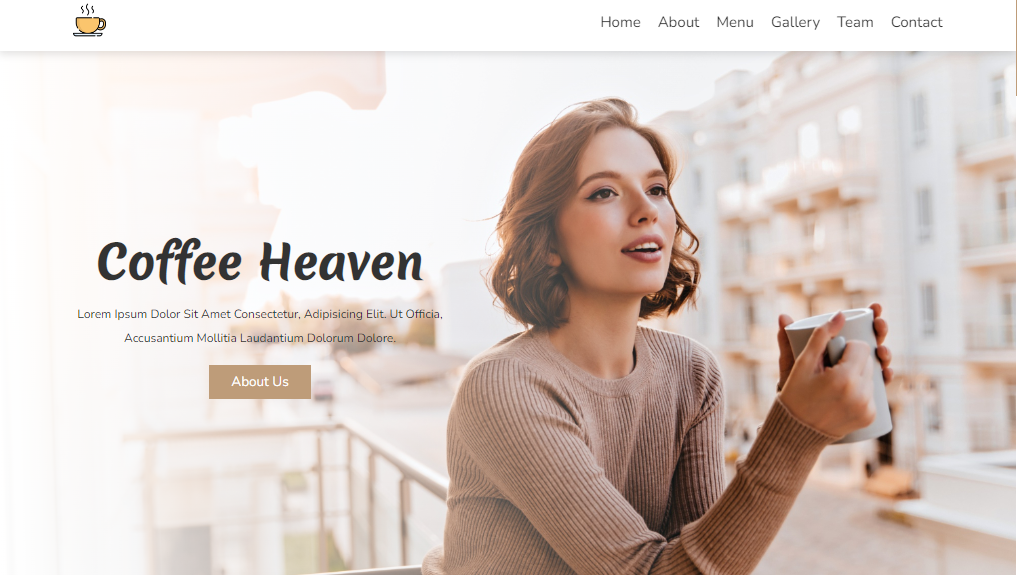 Home About Menu Gallery Team Contact
Coffee Heaven
Lorem Ipsum Dolor Sit Amet Consectetur, Adipisicing Elit. Ut Officia,
Accusantium Mollitia Laudantium Dolorum Dolore.
About Us